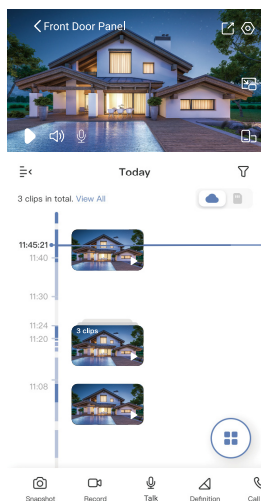 Front Door Panel
Today
3 clips in total. View All
11:45:21
11:40
11:30
11:24
11:20
3 clips
11:08
Snapshot
Record
Talk
Definition
Call